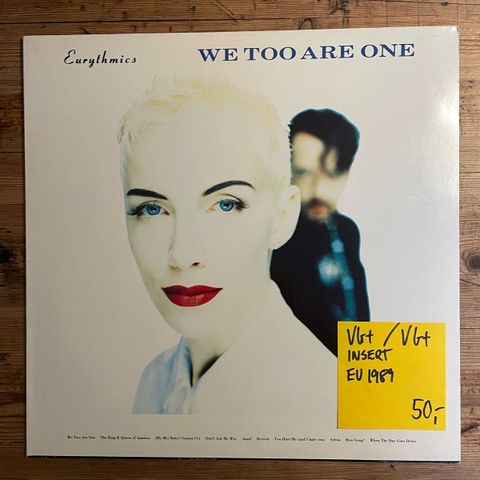 Eurythmics
WE TOO ARE ONE
VG+ / VG+
INSERT
EU 1989
50,-
We Two Are One The King & Queen of America (My My) Baby's Gonna Cry Don't Ask Me Why Angel Revival You Hurt Me (and I hate you) Sylvia How Long? When The Day Goes Down